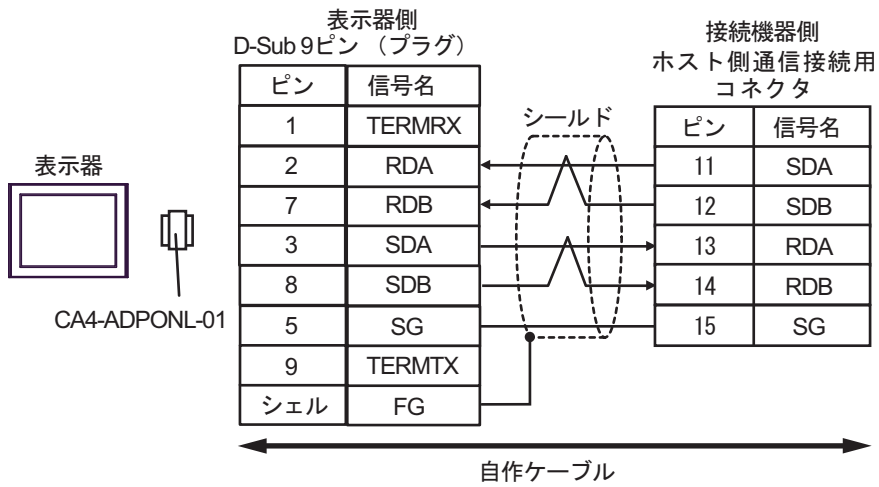 表示器側
D-Sub 9ピン （プラグ）
接続機器側
ホスト側通信接続用
コネクタ
ピン 信号名
1 TERMRX
2 RDA
7 RDB
3 SDA
8 SDB
5 SG
9 TERMTX
シェル FG
シールド
ピン 信号名
11 SDA
12 SDB
13 RDA
14 RDB
15 SG
表示器
CA4-ADPONL-01
自作ケーブル